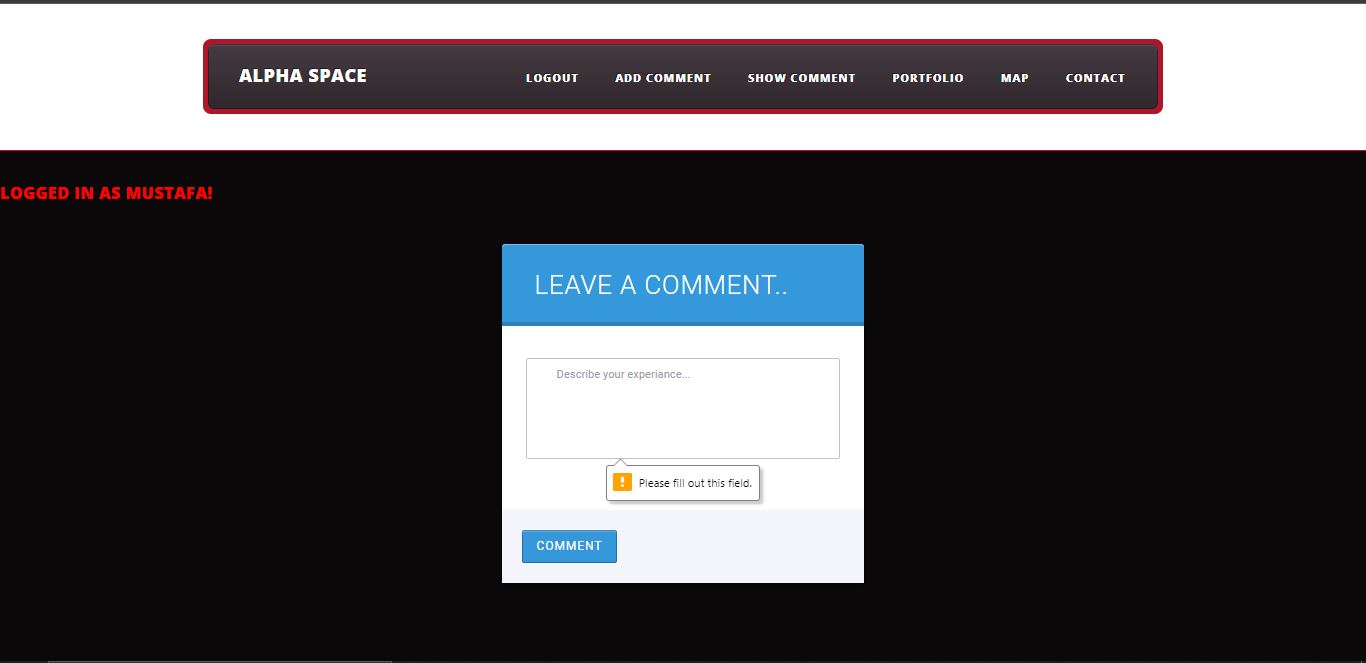 ALPHA SPACE LOGOUT ADD COMMENT SHOW COMMENT PORTFOLIO MAP CONTACT
LOGGED IN AS MUSTAFA!
LEAVE A COMMENT..
Describe your experiance...
Please fill out this field.
COMMENT